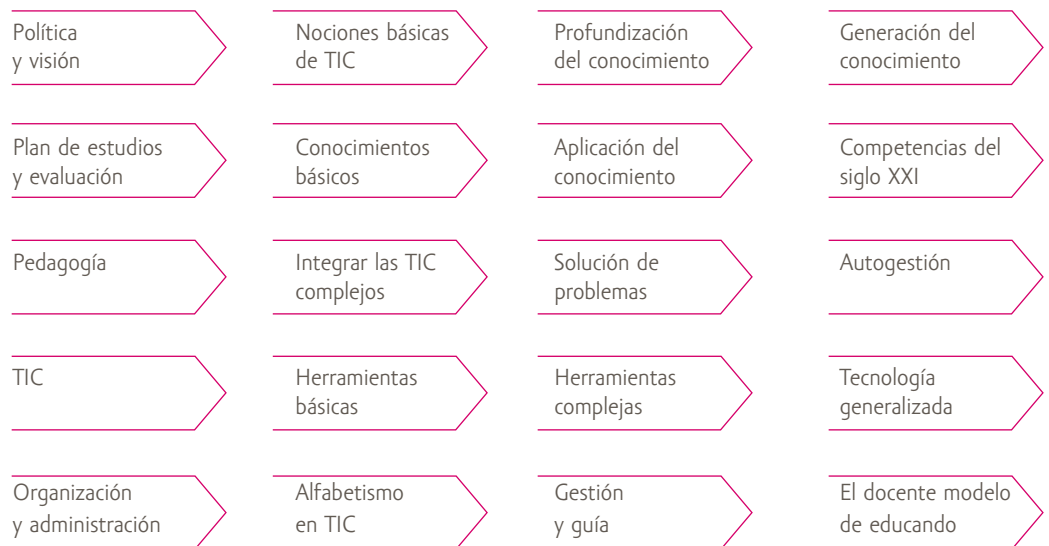 Política
y visión
Nociones básicas
de TIC
Profundización
del conocimiento
Generación del
conocimiento
Plan de estudios
y evaluación
Conocimientos
básicos
Aplicación del
conocimiento
Competencias del
siglo XXI
Pedagogía
Integrar las TIC
complejos
Solución de
problemas
Autogestión
TIC
Herramientas
básicas
Herramientas
complejas
Tecnología
generalizada
Organización
y administración
Alfabetismo
en TIC
Gestión
y guía
El docente modelo
de educando